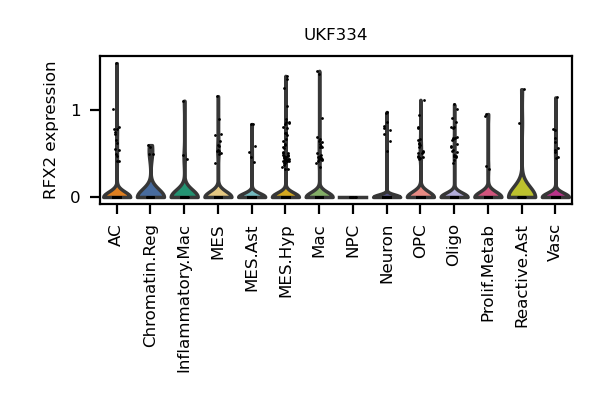 UKF334
RFX2 expression
1
0
AC
Chromatin.Reg
Inflammatory.Mac
MES
MES.Ast
MES.Hyp
Mac
NPC
Neuron
OPC
Oligo
Prolif.Metab
Reactive.Ast
Vasc